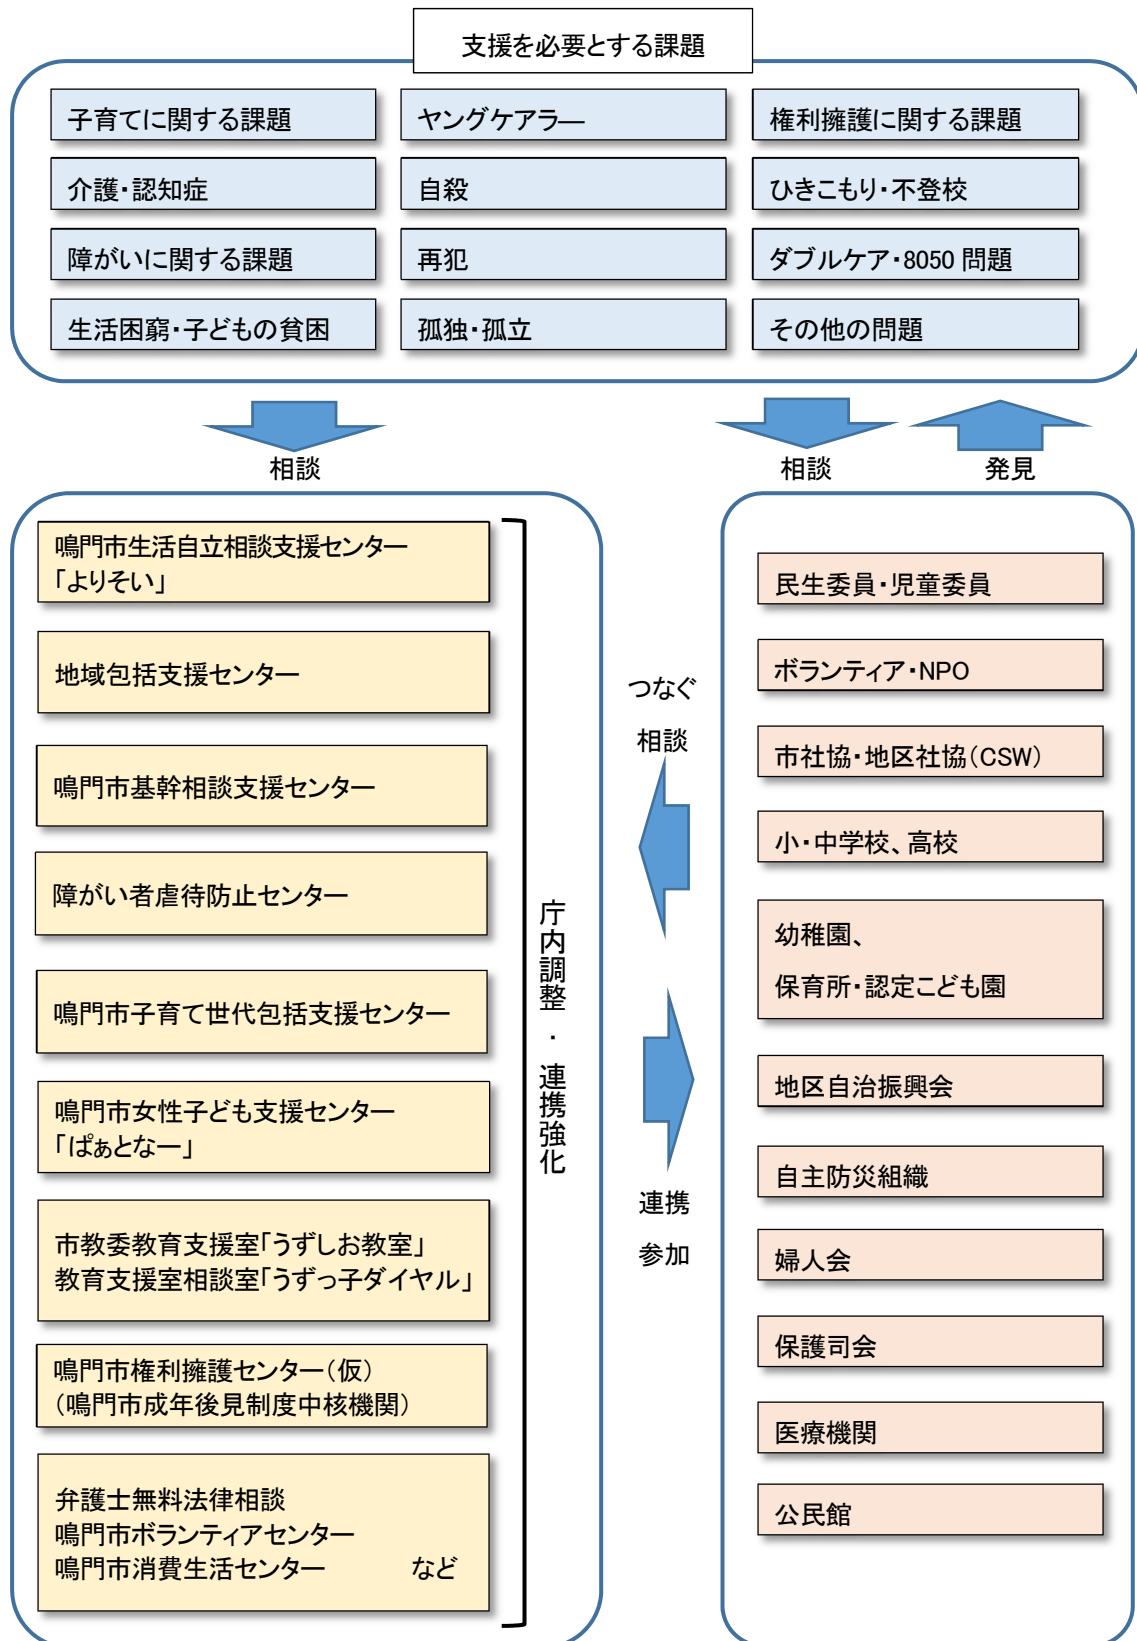 支援を必要とする課題
子育てに関する課題
ヤングケアラ―
権利擁護に関する課題
介護・認知症
自殺
ひきこもり・不登校
障がいに関する課題
再犯
ダブルケア・8050 問題
生活困窮・子どもの貧困
孤独・孤立
その他の問題
相談
相談
発見
鳴門市生活自立相談支援センター
「よりそい」
地域包括支援センター
鳴門市基幹相談支援センター
障がい者虐待防止センター
鳴門市子育て世代包括支援センター
鳴門市女性子ども支援センター
「ぱぁとなー」
市教委教育支援室「うずしお教室」
教育支援室相談室「うずっ子ダイヤル」
鳴門市権利擁護センター（仮）
（鳴門市成年後見制度中核機関）
弁護士無料法律相談
鳴門市ボランティアセンター
鳴門市消費生活センター　　　など
庁内調整・連携強化
つなぐ
相談
連携
参加
民生委員・児童委員
ボランティア・NPO
市社協・地区社協（CSW）
小・中学校、高校
幼稚園、
保育所・認定こども園
地区自治振興会
自主防災組織
婦人会
保護司会
医療機関
公民館